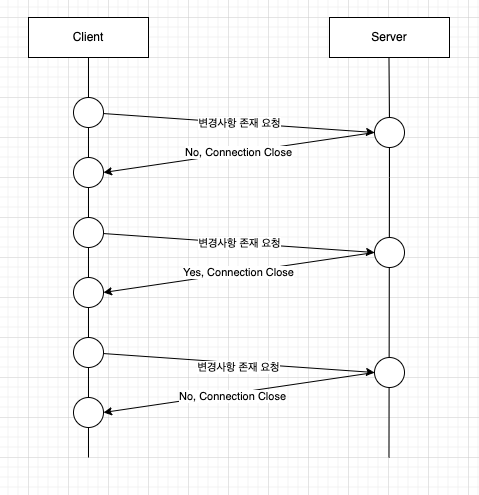 Client
Server
변경사항 존재 요청
No, Connection Close
변경사항 존재 요청
Yes, Connection Close
변경사항 존재 요청
No, Connection Close